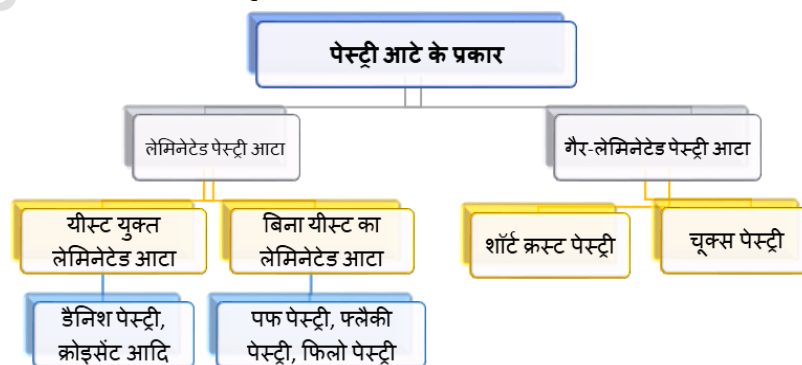 पेस्ट्री आटे के प्रकार
लेमिनेटेड पेस्ट्री आटा
गैर-लेमिनेटेड पेस्ट्री आटा
यीस्ट युक्त
लेमिनेटेड आटा
बिना यीस्ट का
लेमिनेटेड आटा
शॉर्ट क्रस्ट पेस्ट्री
चूक्स पेस्ट्री
डैनिश पेस्ट्री,
क्रोइसेंट आदि
पफ पेस्ट्री, फ्लैकी
पेस्ट्री, फिलो पेस्ट्री